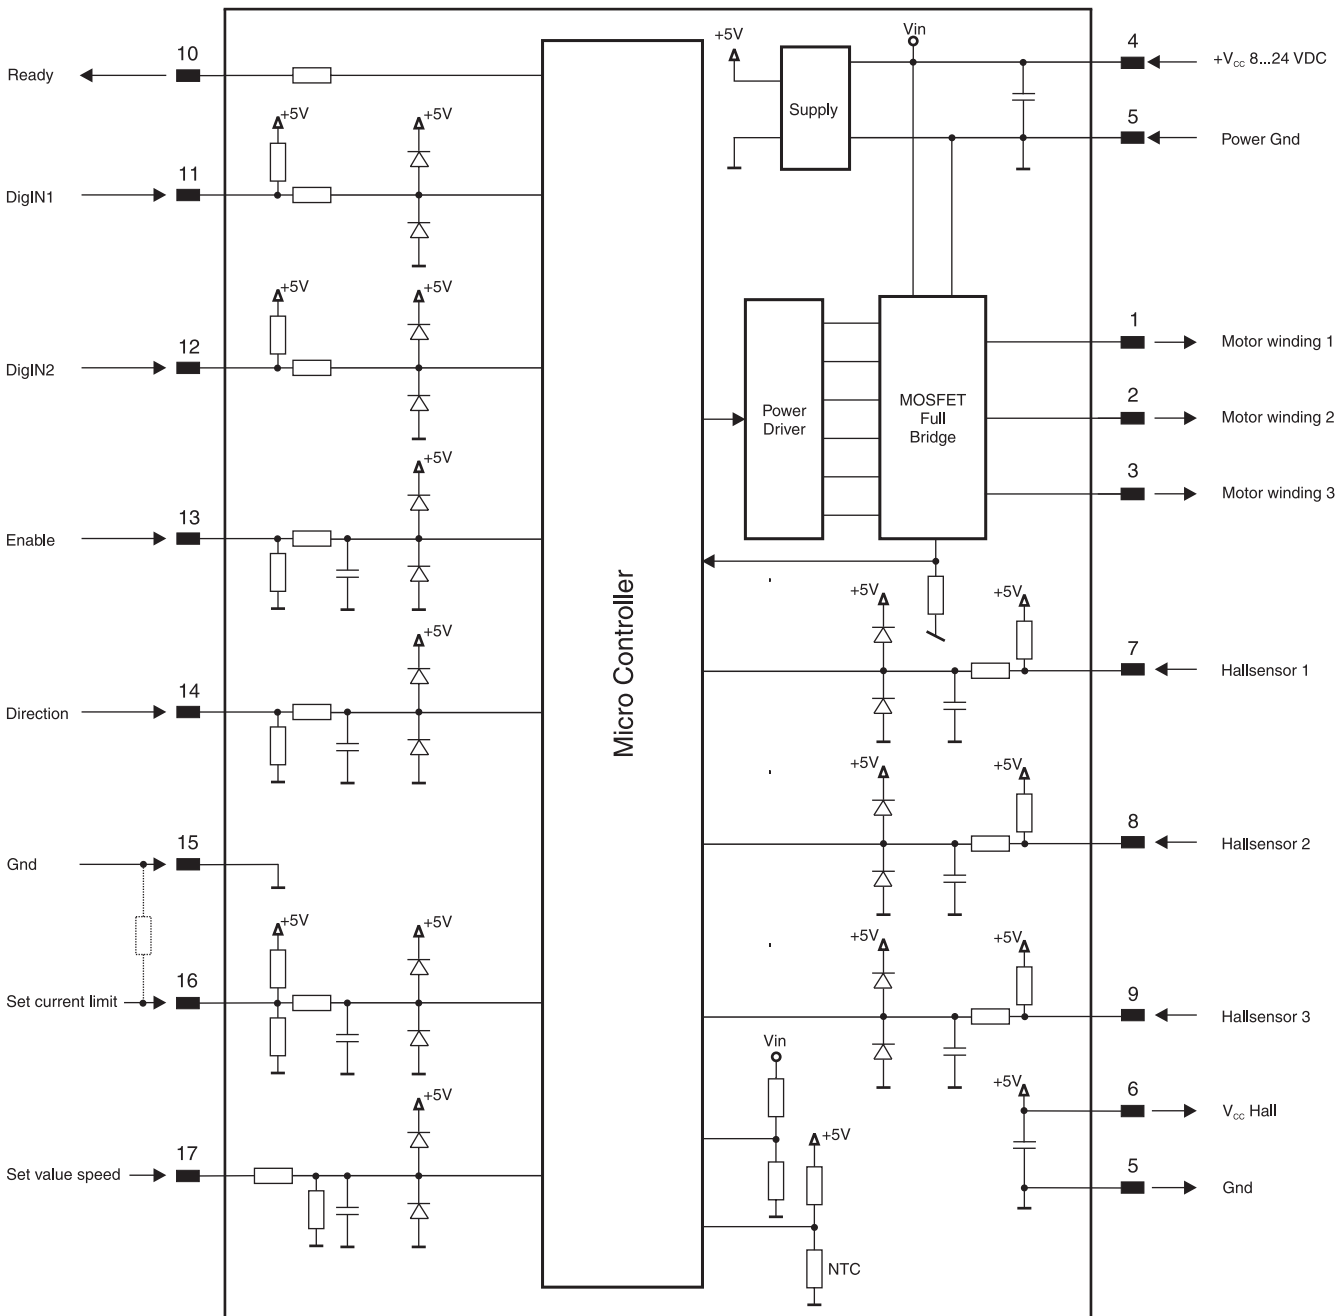 10
Ready
+5V
+5V
11
DigIN1
+5V
+5V
12
DigIN2
+5V
13
Enable
+5V
14
Direction
15
Gnd
+5V
+5V
16
Set current limit
+5V
17
Set value speed
Micro Controller
+5V
Vin
Supply
4
+Vcc 8...24 VDC
5
Power Gnd
Power
Driver
MOSFET
Full
Bridge
1
Motor winding 1
2
Motor winding 2
3
Motor winding 3
+5V
+5V
7
Hallsensor 1
+5V
+5V
8
Hallsensor 2
+5V
+5V
9
Hallsensor 3
Vin
+5V
NTC
+5V
6
Vcc Hall
5
Gnd